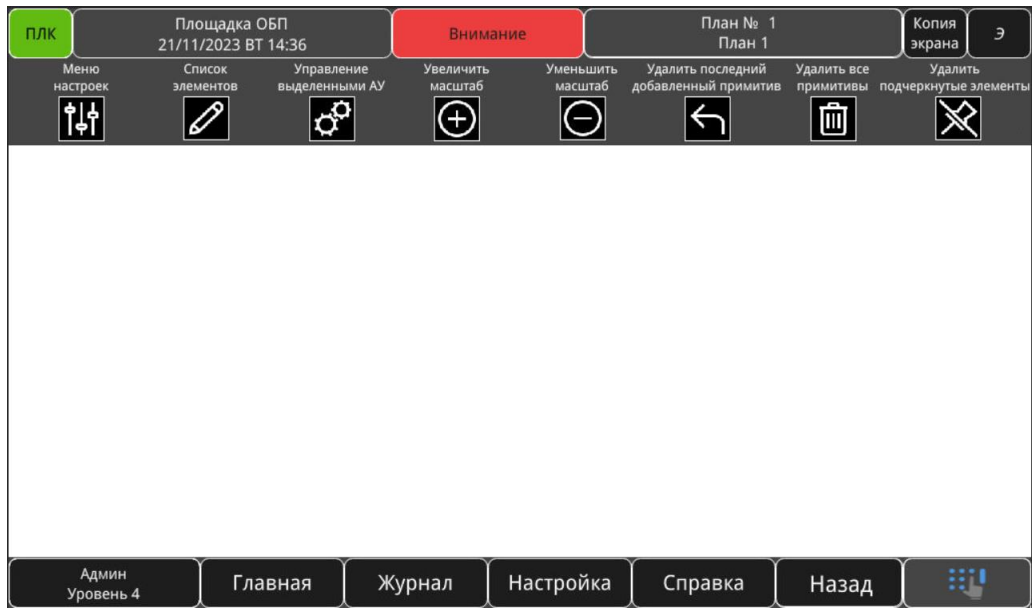 ПЛК
Площадка ОБП
21/11/2023 ВТ 14:36
Внимание
План № 1
План 1
Копия
экрана
Э
Меню
настроек
Список
элементов
Управление
выделенными АУ
Увеличить
масштаб
Уменьшить
масштаб
Удалить последний
добавленный примитив
Удалить все
примитивы
Удалить
подчеркнутые элементы
Админ
Уровень 4
Главная
Журнал
Настройка
Справка
Назад